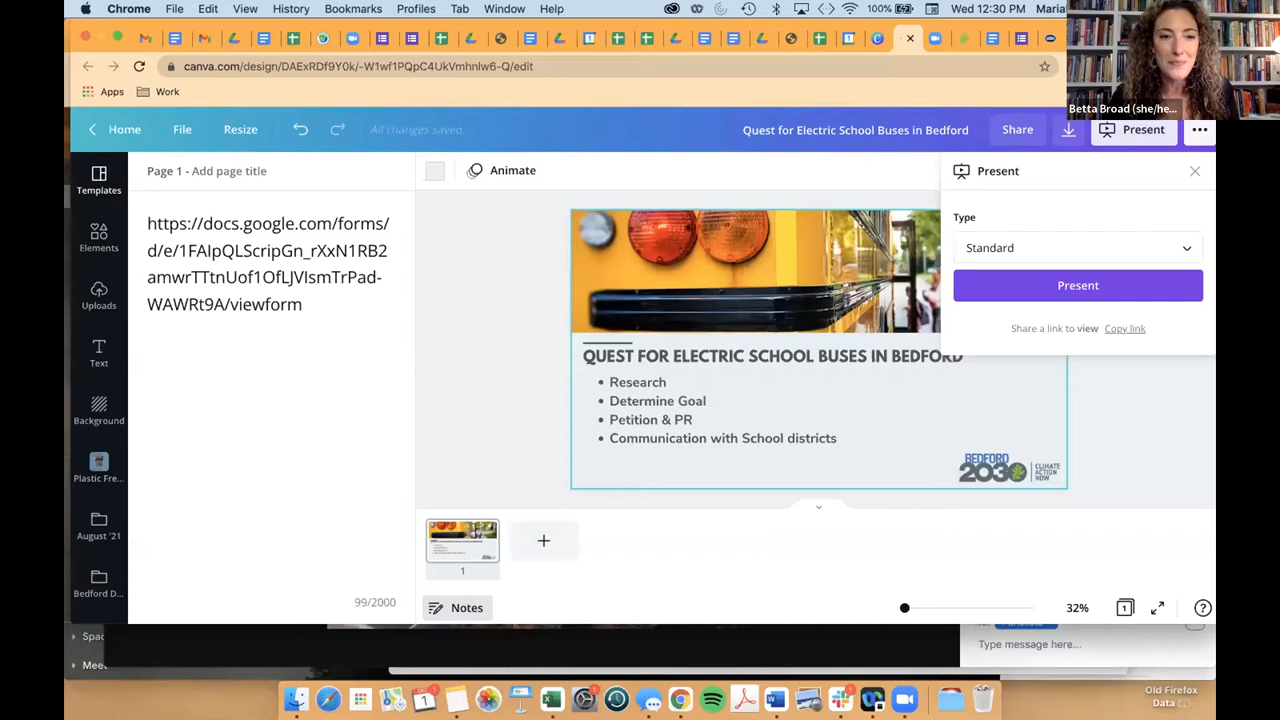 Chrome File Edit View History Bookmarks Profiles Tab Window Help 100% Wed 12:30 PM Maria
canva.com/design/DAExRDf9Y0k/-W1wf1PQpC4UkVmhnlw6-Q/edit
Apps Work
Betta Broad (she/he...
Home File Resize All changes saved Quest for Electric School Buses in Bedford Share Present
Templates
Elements
Uploads
Text
Background
Plastic Fre...
August '21
Bedford D...
Page 1 - Add page title
https://docs.google.com/forms/
d/e/1FAIpQLScripGn_rXxN1RB2
amwrTTtnUof1OfLJVIsmTrPad-
WAWRt9A/viewform
99/2000
Animate
Present
Type
Standard
Present
Share a link to view Copy link
QUEST FOR ELECTRIC SCHOOL BUSES IN BEDFORD
• Research
• Determine Goal
• Petition & PR
• Communication with School districts
BEDFORD
2030
CLIMATE
ACTION
NOW
1
Notes
32%
1
Type message here...
Old Firefox
Data